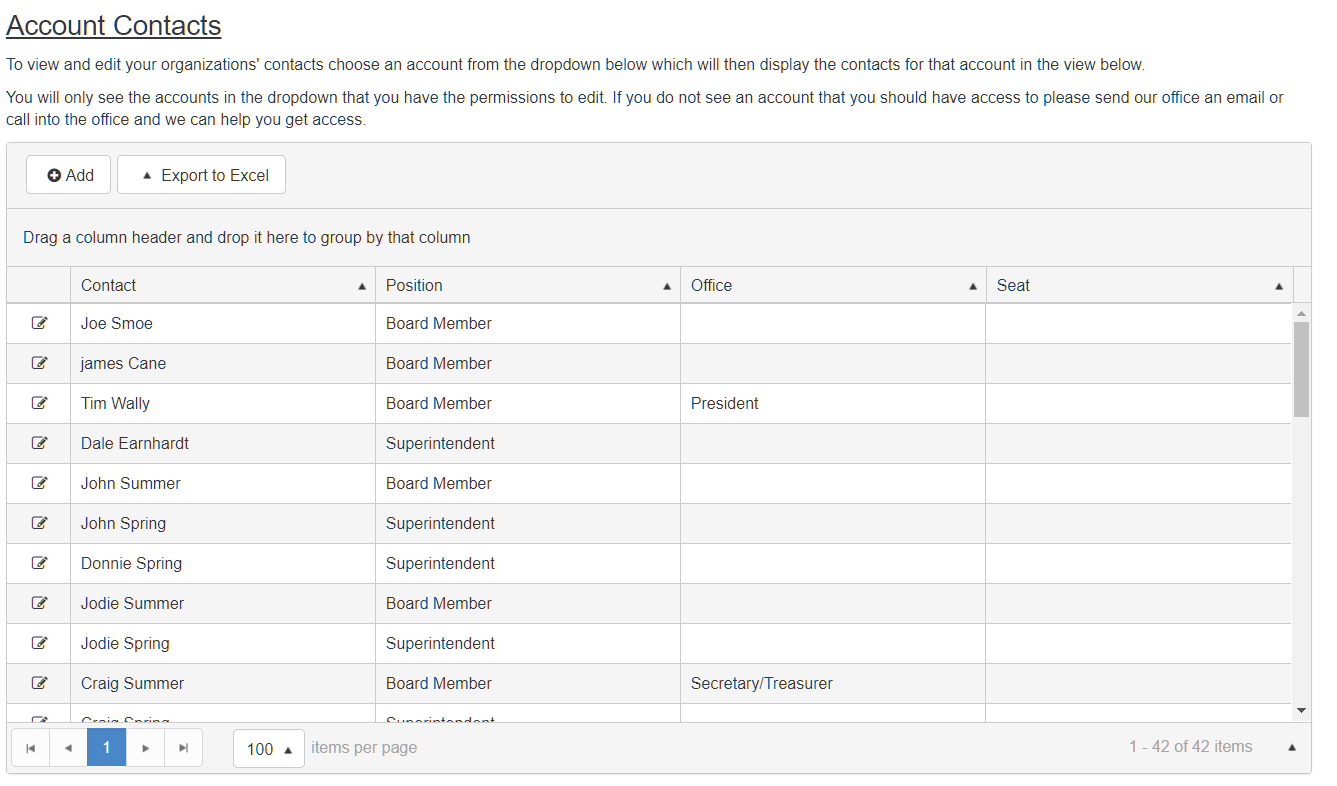 Account Contacts
To view and edit your organizations' contacts choose an account from the dropdown below which will then display the contacts for that account in the view below.
You will only see the accounts in the dropdown that you have the permissions to edit. If you do not see an account that you should have access to please send our office an email or
call into the office and we can help you get access.
Add Export to Excel
Drag a column header and drop it here to group by that column
Contact Position Office Seat
Joe Smoe Board Member
james Cane Board Member
Tim Wally Board Member President
Dale Earnhardt Superintendent
John Summer Board Member
John Spring Superintendent
Donnie Spring Superintendent
Jodie Summer Board Member
Jodie Spring Superintendent
Craig Summer Board Member Secretary/Treasurer
Craig Spring Superintendent
1 100 items per page 1 - 42 of 42 items